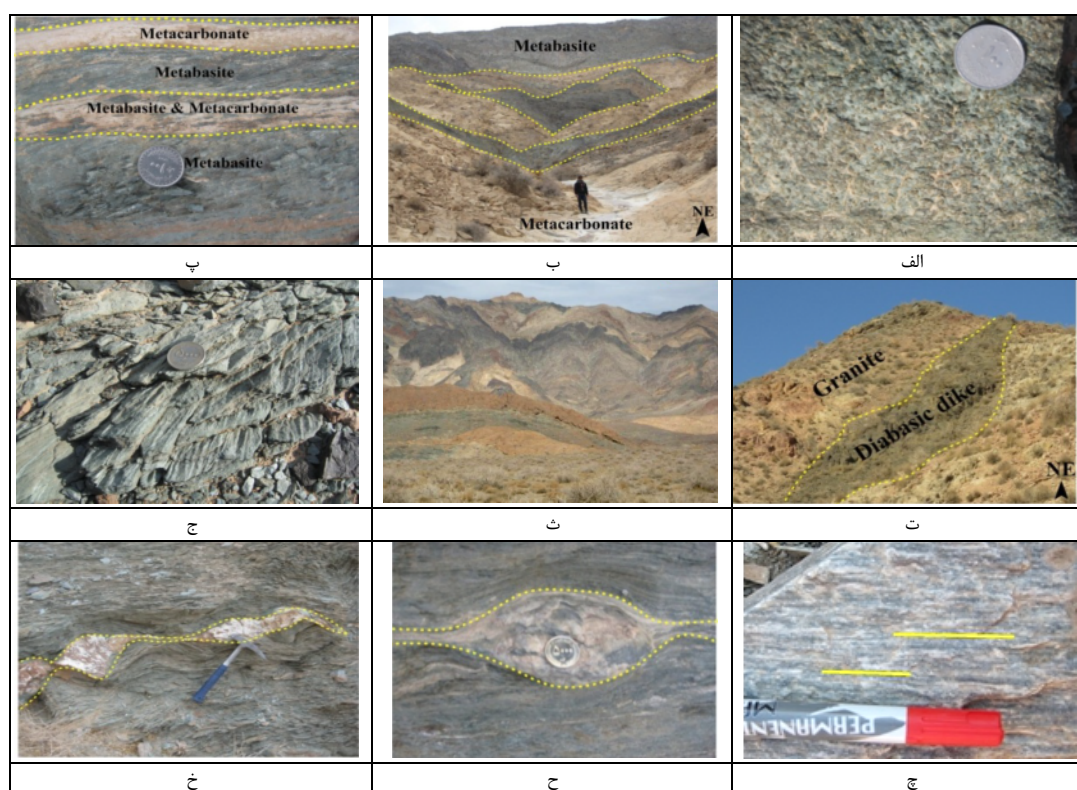 Metacarbonate
Metabasite
Metabasite & Metacarbonate
Metabasite
Metabasite
NE
Metacarbonate
پ
ب
الف
Granite
Diabasic dike
NE
ج
ث
ت
PERMANENT
خ
ح
چ